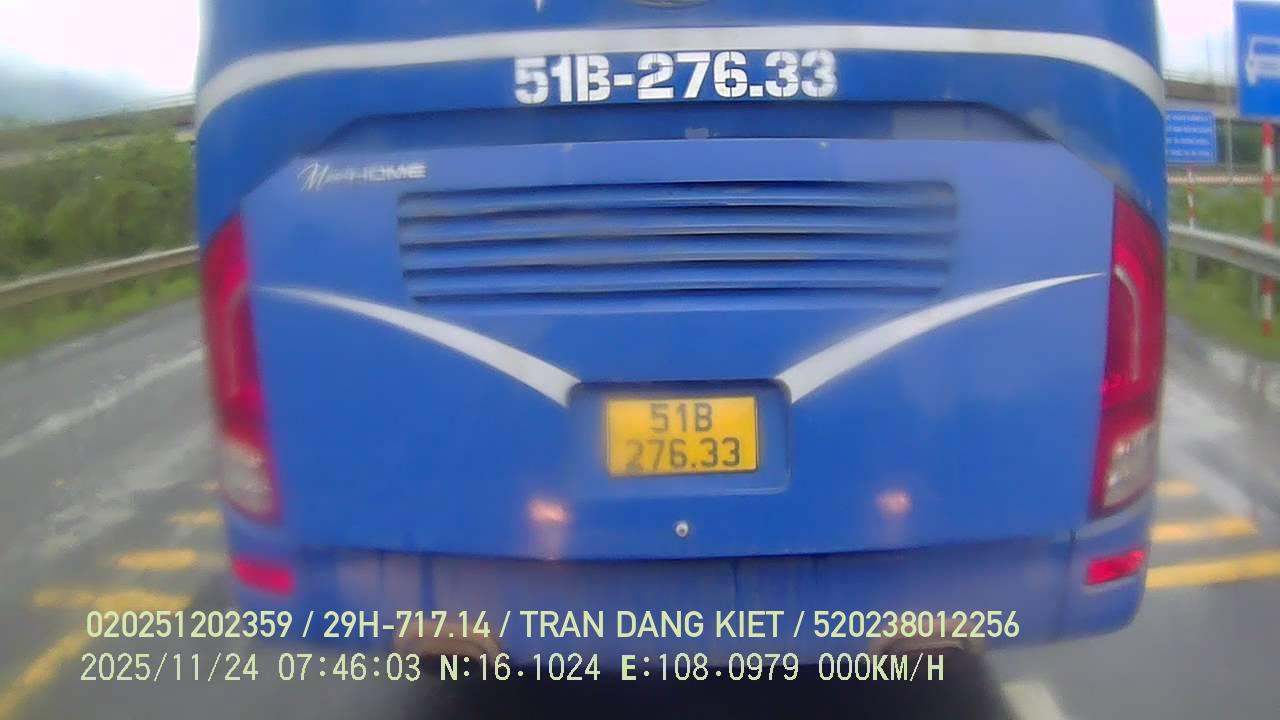 51B-276.33
HOME
51B
276.33
020251202359 / 29H-717.14 / TRAN DANG KIET / 520238012256
2025/11/24 07:46:03 N:16.1024 E:108.0979 000KM/H